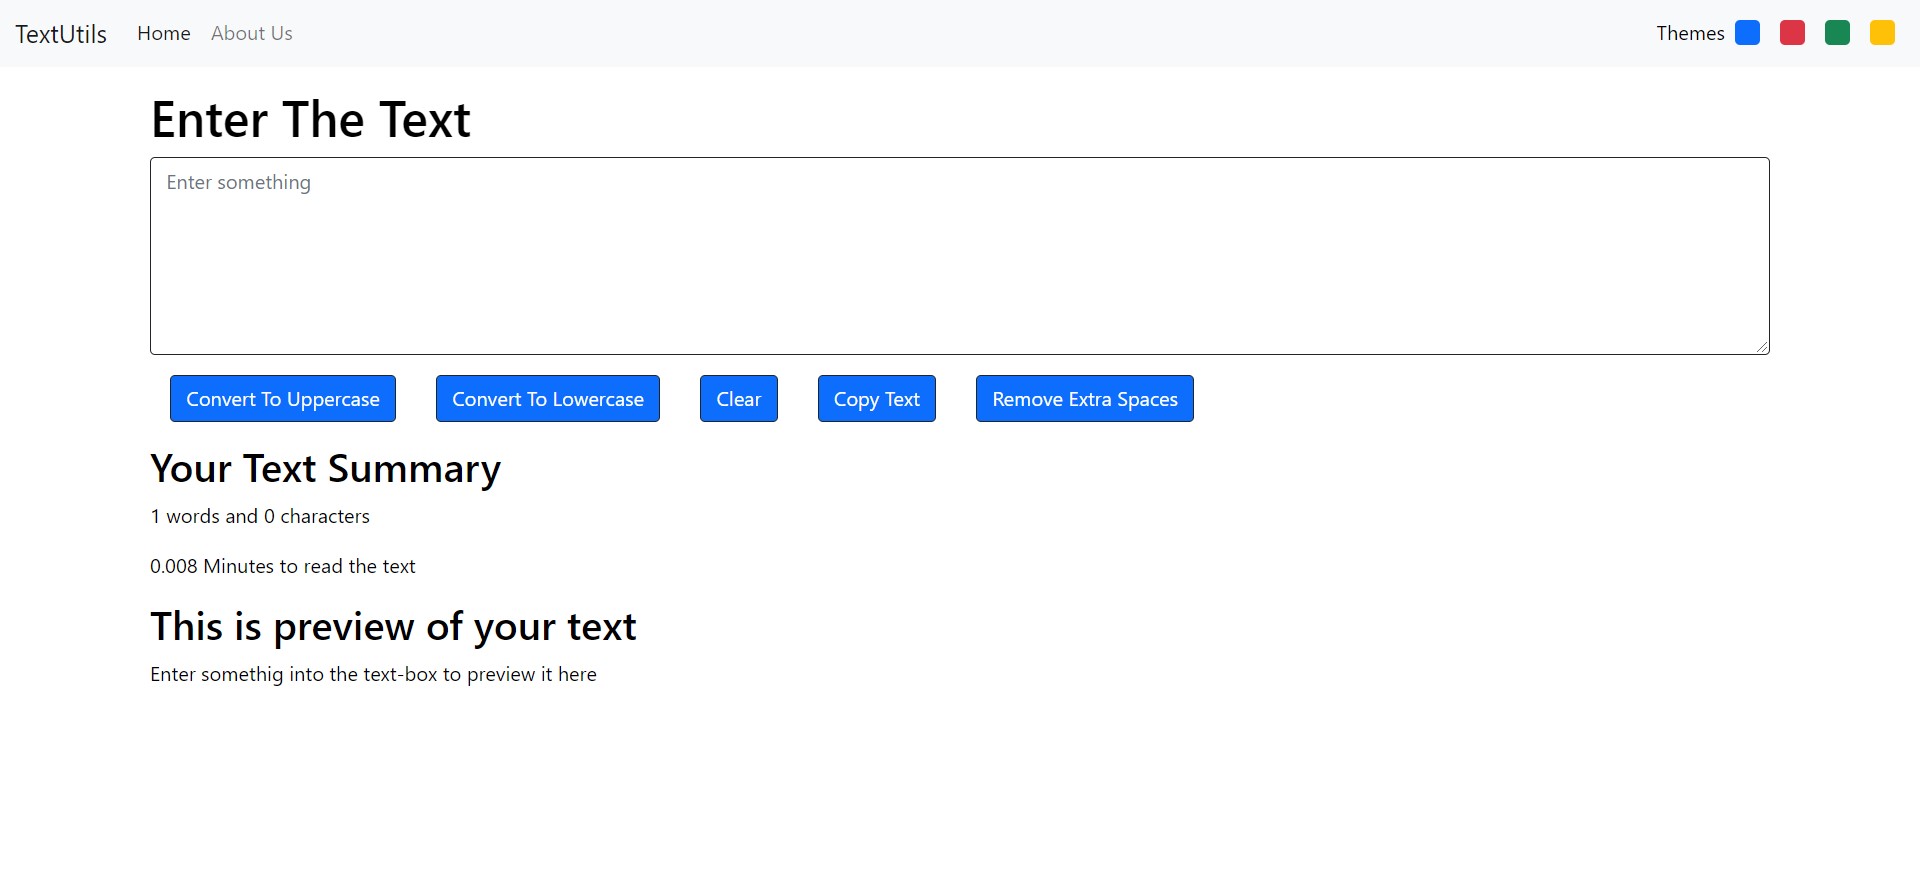 TextUtils Home About Us Themes
Enter The Text
Enter something
Convert To Uppercase Convert To Lowercase Clear Copy Text Remove Extra Spaces
Your Text Summary
1 words and 0 characters
0.008 Minutes to read the text
This is preview of your text
Enter somethig into the text-box to preview it here